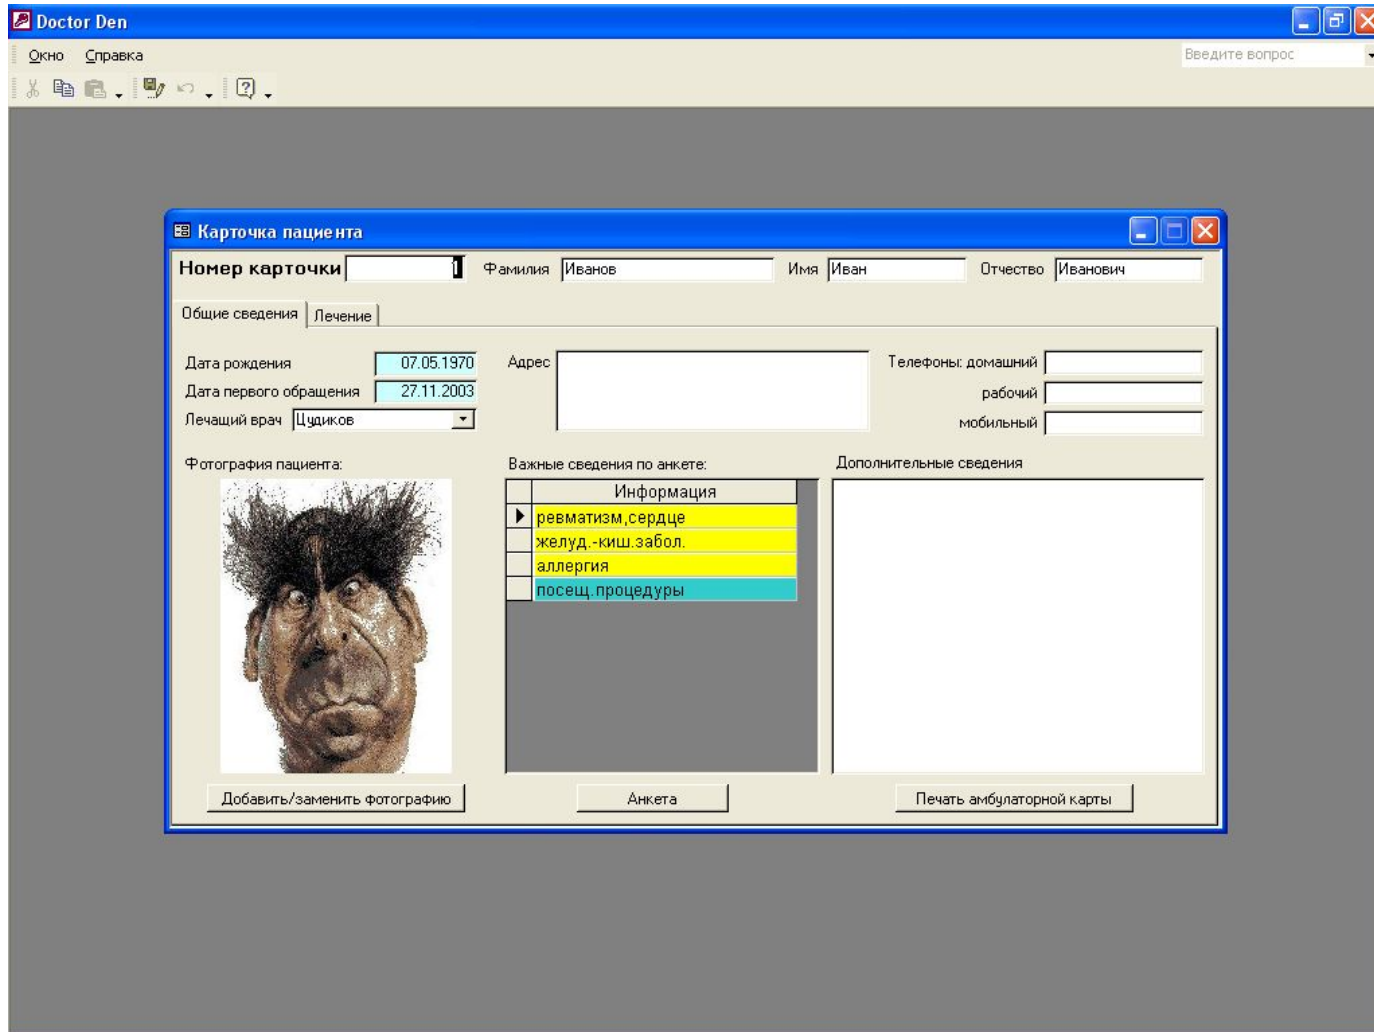 Doctor Den
Окно Справка
Введите вопрос
Карточка пациента
Номер карточки 1 Фамилия Иванов Имя Иван Отчество Иванович
Общие сведения Лечение
Дата рождения 07.05.1970 Адрес Телефоны: домашний
Дата первого обращения 27.11.2003 рабочий
Лечащий врач Цудиков мобильный
Фотография пациента: Важные сведения по анкете: Дополнительные сведения
Информация
ревматизм,сердце
желуд.-киш.забол.
аллергия
посещ.процедуры
Добавить/заменить фотографию Анкета Печать амбулаторной карты